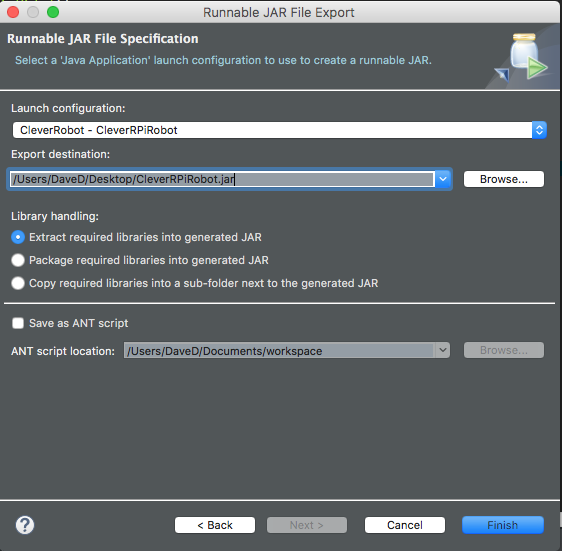 Runnable JAR File Export
Runnable JAR File Specification
Select a 'Java Application' launch configuration to use to create a runnable JAR.
Launch configuration:
CleverRobot - CleverRPiRobot
Export destination:
/Users/DaveD/Desktop/CleverRPiRobot.jar
Browse...
Library handling:
Extract required libraries into generated JAR
Package required libraries into generated JAR
Copy required libraries into a sub-folder next to the generated JAR
Save as ANT script
ANT script location:
/Users/DaveD/Documents/workspace
Browse...
?
< Back
Next >
Cancel
Finish